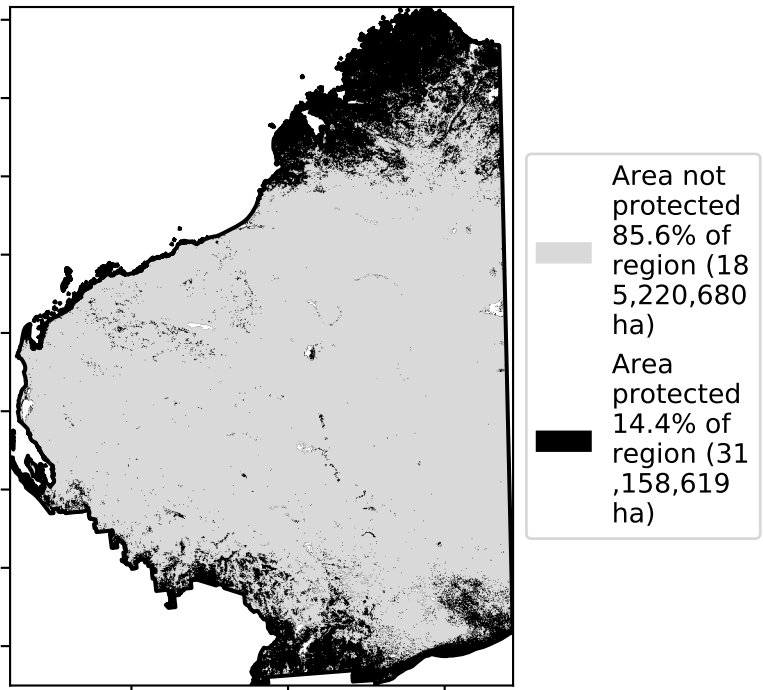 Area not
protected
85.6% of
region (18
5,220,680
ha)
Area
protected
14.4% of
region (31
,158,619
ha)